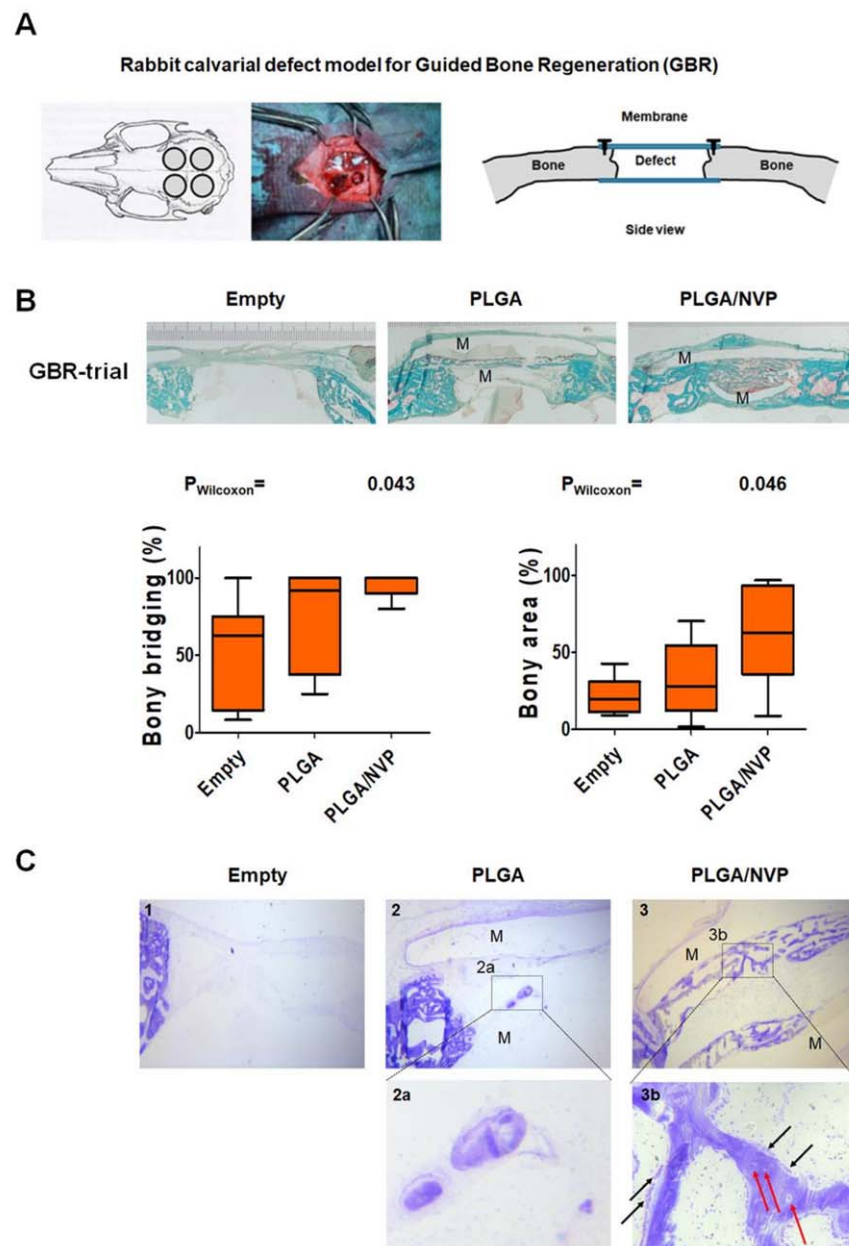 A
Rabbit calvarial defect model for Guided Bone Regeneration (GBR)
Membrane
Bone
Defect
Bone
Side view
B
Empty
PLGA
PLGA/NVP
GBR-trial
M
M
M
M
P_Wilcoxon=
0.043
P_Wilcoxon=
0.046
Bony bridging (%)
100
50
0
Empty
PLGA
PLGA/NVP
Bony area (%)
100
50
0
Empty
PLGA
PLGA/NVP
C
Empty
PLGA
PLGA/NVP
1
2
M
2a
M
3
3b
M
M
2a
3b